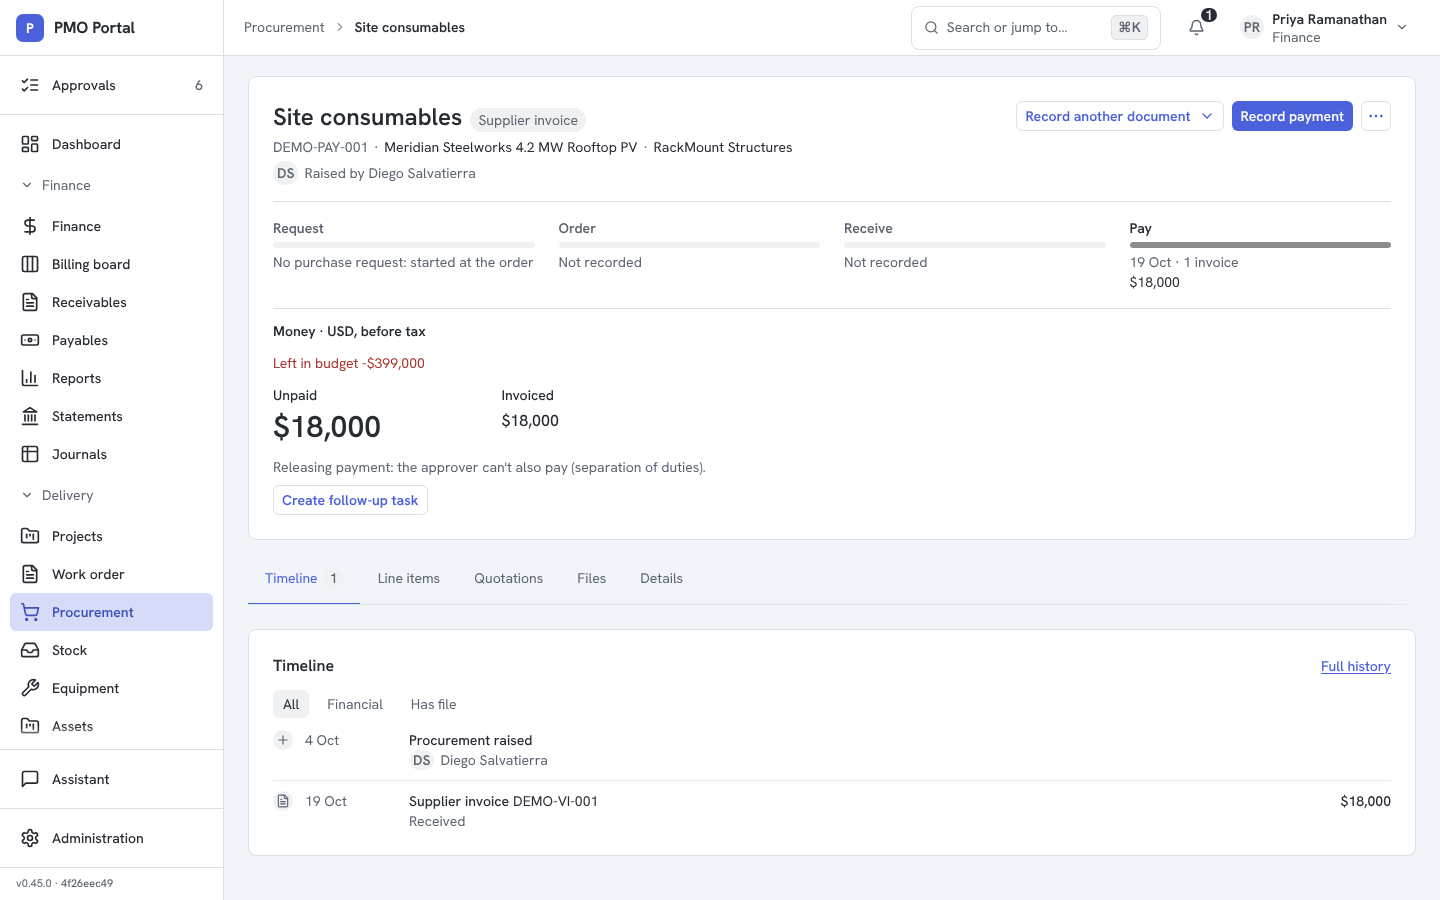 P PMO Portal
Procurement > Site consumables
Search or jump to... ⌘K
1
PR Priya Ramanathan
Finance
Approvals 6
Dashboard
Finance
Finance
Billing board
Receivables
Payables
Reports
Statements
Journals
Delivery
Projects
Work order
Procurement
Stock
Equipment
Assets
Assistant
Administration
v0.45.0 · 4f26eec49
Site consumables Supplier invoice
Record another document
Record payment
DEMO-PAY-001 · Meridian Steelworks 4.2 MW Rooftop PV · RackMount Structures
DS Raised by Diego Salvatierra
Request
No purchase request: started at the order
Order
Not recorded
Receive
Not recorded
Pay
19 Oct · 1 invoice
$18,000
Money · USD, before tax
Left in budget -$399,000
Unpaid
$18,000
Invoiced
$18,000
Releasing payment: the approver can't also pay (separation of duties).
Create follow-up task
Timeline 1 Line items Quotations Files Details
Timeline
Full history
All Financial Has file
4 Oct Procurement raised
DS Diego Salvatierra
19 Oct Supplier invoice DEMO-VI-001 $18,000
Received